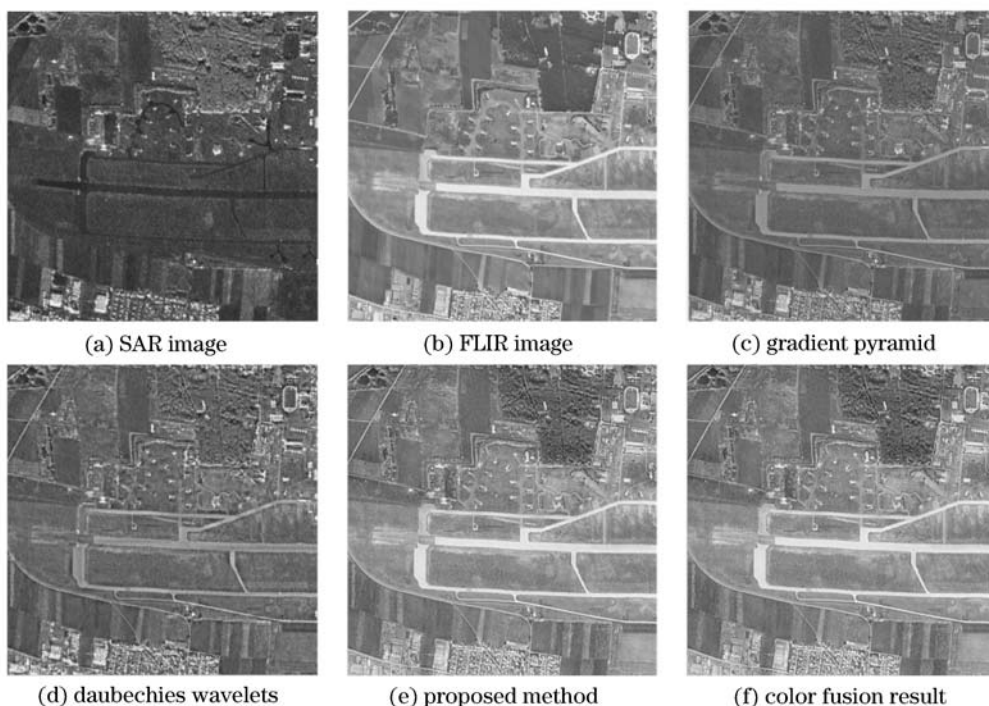 (a) SAR image
(b) FLIR image
(c) gradient pyramid
(d) daubechies wavelets
(e) proposed method
(f) color fusion result